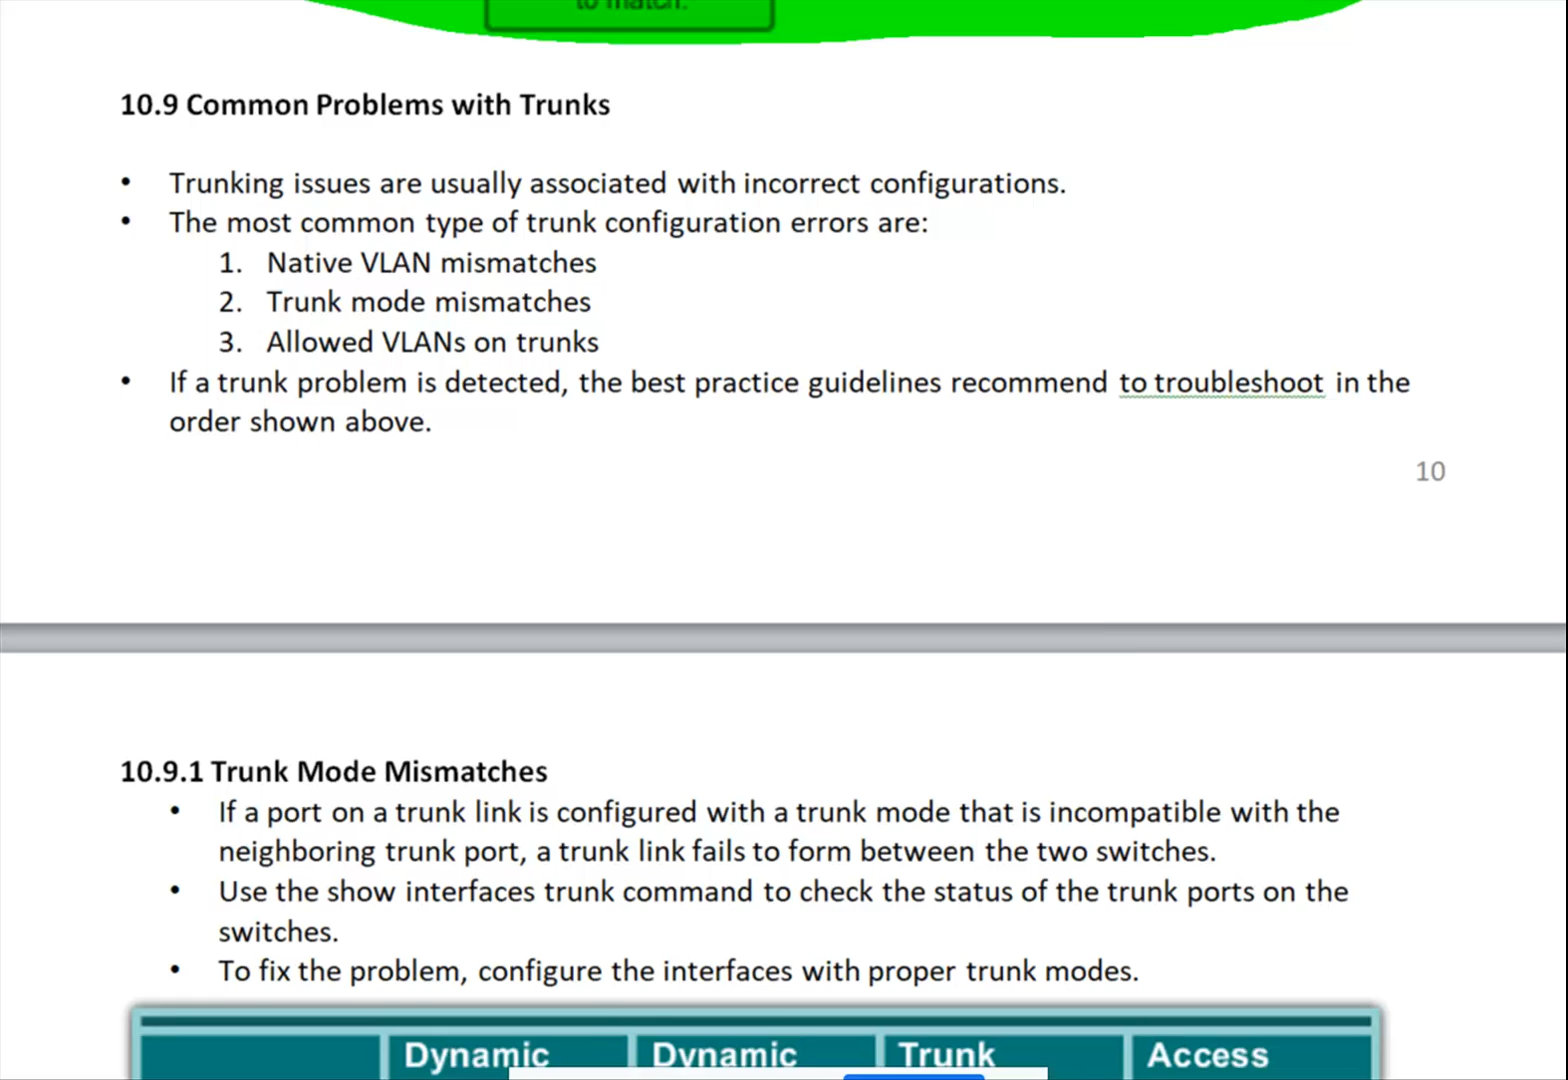 to match.
10.9 Common Problems with Trunks
• Trunking issues are usually associated with incorrect configurations.
• The most common type of trunk configuration errors are:
1. Native VLAN mismatches
2. Trunk mode mismatches
3. Allowed VLANs on trunks
• If a trunk problem is detected, the best practice guidelines recommend to troubleshoot in the
order shown above.
10
10.9.1 Trunk Mode Mismatches
• If a port on a trunk link is configured with a trunk mode that is incompatible with the
neighboring trunk port, a trunk link fails to form between the two switches.
• Use the show interfaces trunk command to check the status of the trunk ports on the
switches.
• To fix the problem, configure the interfaces with proper trunk modes.
Dynamic Dynamic Trunk Access